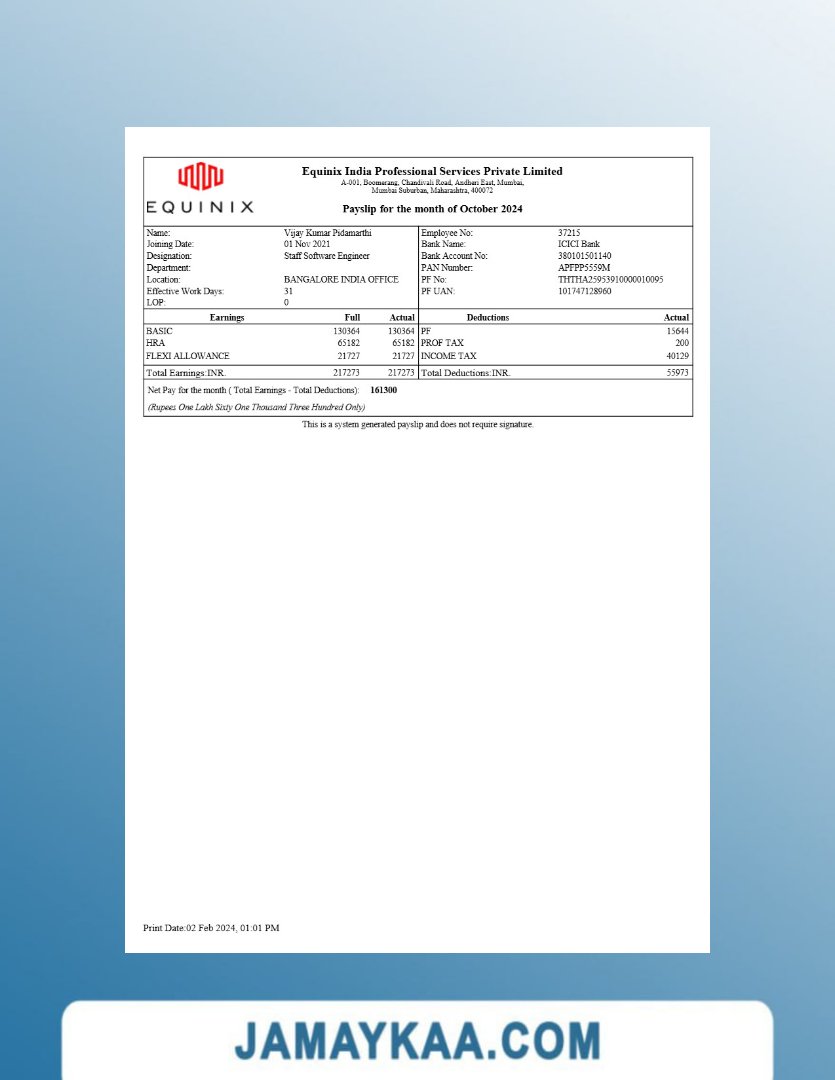 EQUINIX
Equinix India Professional Services Private Limited
A-001, Boomerang, Chandivali Road, Andheri East, Mumbai,
Mumbai Suburban, Maharashtra, 400072
Payslip for the month of October 2024
Name: Vijay Kumar Pidamarthi Employee No: 37215
Joining Date: 01 Nov 2021 Bank Name: ICICI Bank
Designation: Staff Software Engineer Bank Account No: 380101501140
Department: PAN Number: APFPP5559M
Location: BANGALORE INDIA OFFICE PF No: THTHA25953910000010095
Effective Work Days: 31 PF UAN: 101747128960
LOP: 0
Earnings Full Actual Deductions Actual
BASIC 130364 130364 PF 15644
HRA 65182 65182 PROF TAX 200
FLEXI ALLOWANCE 21727 21727 INCOME TAX 40129
Total Earnings:INR. 217273 217273 Total Deductions:INR. 55973
Net Pay for the month ( Total Earnings - Total Deductions): 161300
(Rupees One Lakh Sixty One Thousand Three Hundred Only)
This is a system generated payslip and does not require signature.
Print Date:02 Feb 2024, 01:01 PM
JAMAYKAA.COM